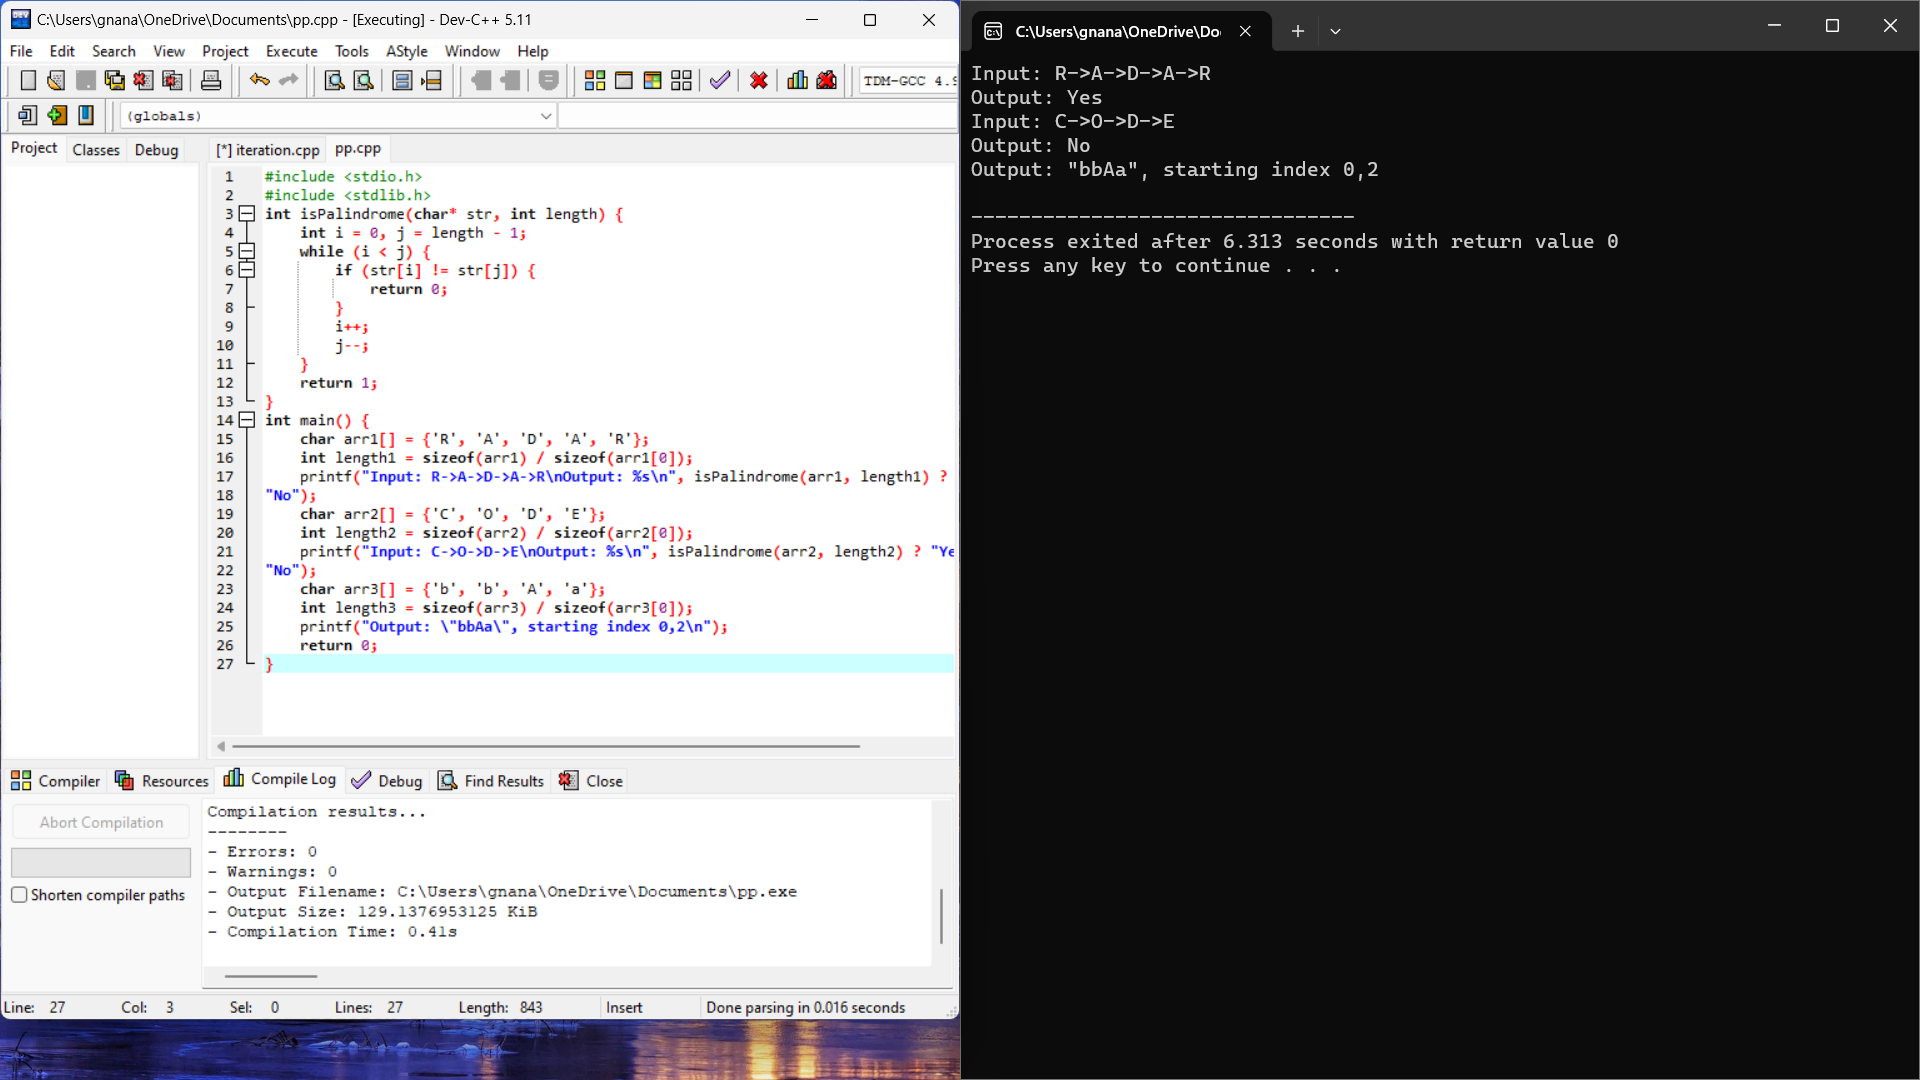 C:\Users\gnana\OneDrive\Documents\pp.cpp - [Executing] - Dev-C++ 5.11
File Edit Search View Project Execute Tools AStyle Window Help
TDM-GCC 4.9
(globals)
Project Classes Debug
[*] iteration.cpp pp.cpp
1 #include <stdio.h>
2 #include <stdlib.h>
3 int isPalindrome(char* str, int length) {
4 int i = 0, j = length - 1;
5 while (i < j) {
6 if (str[i] != str[j]) {
7 return 0;
8 }
9 i++;
10 j--;
11 }
12 return 1;
13 }
14 int main() {
15 char arr1[] = {'R', 'A', 'D', 'A', 'R'};
16 int length1 = sizeof(arr1) / sizeof(arr1[0]);
17 printf("Input: R->A->D->A->R\nOutput: %s\n", isPalindrome(arr1, length1) ?
18 "No");
19 char arr2[] = {'C', 'O', 'D', 'E'};
20 int length2 = sizeof(arr2) / sizeof(arr2[0]);
21 printf("Input: C->O->D->E\nOutput: %s\n", isPalindrome(arr2, length2) ? "Ye
22 "No");
23 char arr3[] = {'b', 'b', 'A', 'a'};
24 int length3 = sizeof(arr3) / sizeof(arr3[0]);
25 printf("Output: \"bbAa\", starting index 0,2\n");
26 return 0;
27 }
Compiler Resources Compile Log Debug Find Results Close
Abort Compilation
Shorten compiler paths
Compilation results...
--------
- Errors: 0
- Warnings: 0
- Output Filename: C:\Users\gnana\OneDrive\Documents\pp.exe
- Output Size: 129.1376953125 KiB
- Compilation Time: 0.41s
Line: 27 Col: 3 Sel: 0 Lines: 27 Length: 843 Insert Done parsing in 0.016 seconds
C:\Users\gnana\OneDrive\Do
Input: R->A->D->A->R
Output: Yes
Input: C->O->D->E
Output: No
Output: "bbAa", starting index 0,2
--------------------------------
Process exited after 6.313 seconds with return value 0
Press any key to continue . . .